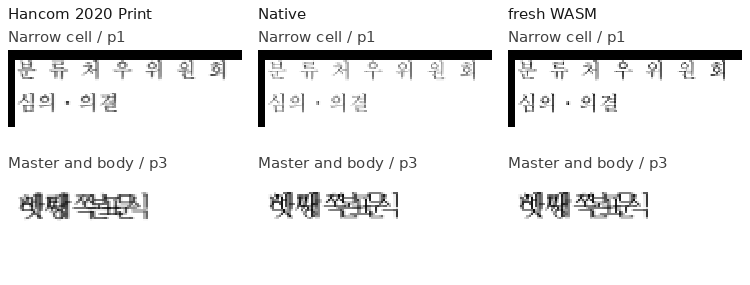 Hancom 2020 Print
Narrow cell / p1
분 류 처 우 위 원 회
심의 · 의결
Master and body / p3
Native
Narrow cell / p1
분 류 처 우 위 원 회
심의 · 의결
Master and body / p3
fresh WASM
Narrow cell / p1
분 류 처 우 위 원 회
심의 · 의결
Master and body / p3